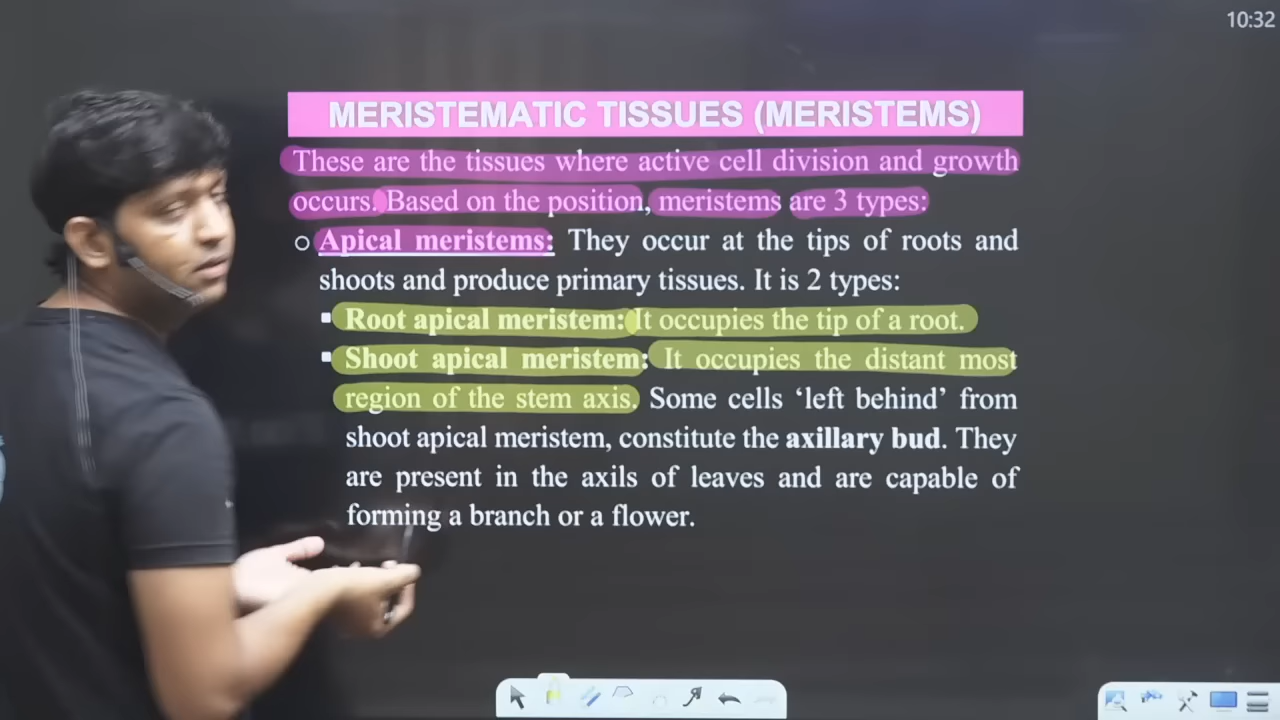 10:32
MERISTEMATIC TISSUES (MERISTEMS)
These are the tissues where active cell division and growth
occurs. Based on the position, meristems are 3 types:
o Apical meristems: They occur at the tips of roots and
shoots and produce primary tissues. It is 2 types:
▪ Root apical meristem: It occupies the tip of a root.
▪ Shoot apical meristem: It occupies the distant most
region of the stem axis. Some cells ‘left behind’ from
shoot apical meristem, constitute the axillary bud. They
are present in the axils of leaves and are capable of
forming a branch or a flower.